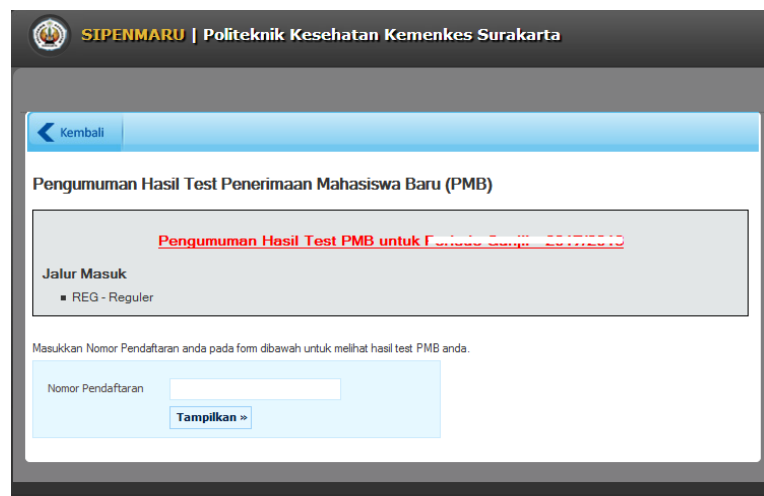 SIPENMARU | Politeknik Kesehatan Kemenkes Surakarta
Kembali
Pengumuman Hasil Test Penerimaan Mahasiswa Baru (PMB)
Pengumuman Hasil Test PMB untuk
Jalur Masuk
▪ REG - Reguler
Masukkan Nomor Pendaftaran anda pada form dibawah untuk melihat hasil test PMB anda.
Nomor Pendaftaran
Tampilkan »